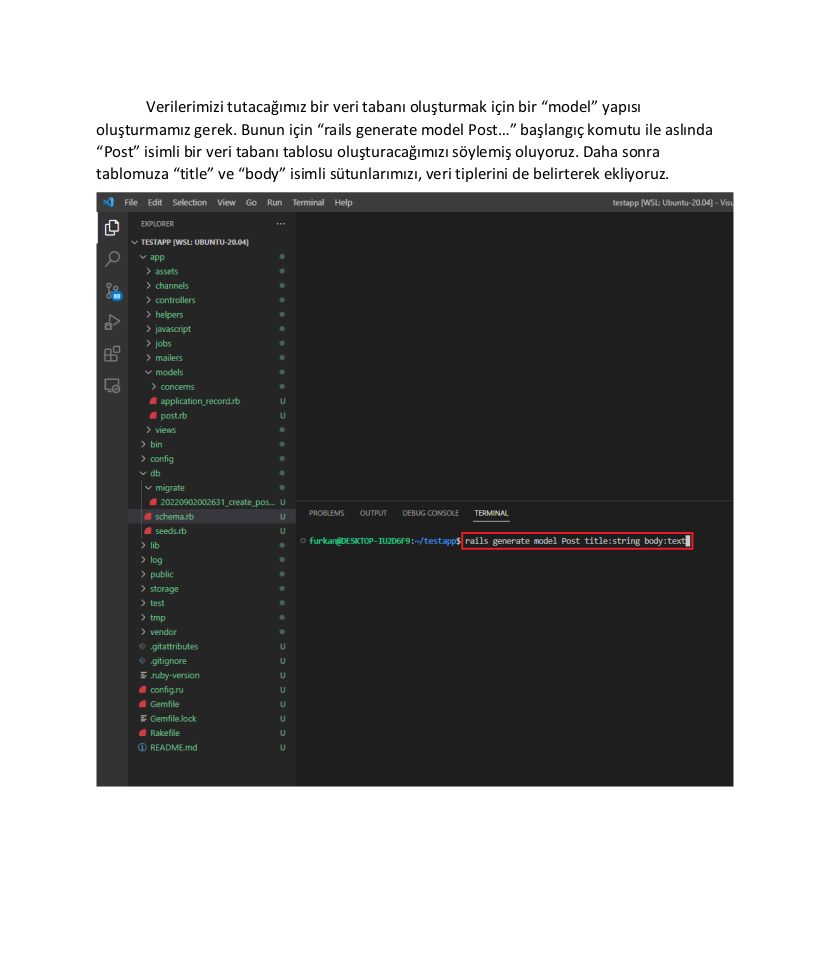 Verilerimizi tutacağımız bir veri tabanı oluşturmak için bir “model” yapısı
oluşturmamız gerek. Bunun için “rails generate model Post…” başlangıç komutu ile aslında
“Post” isimli bir veri tabanı tablosu oluşturacağımızı söylemiş oluyoruz. Daha sonra
tablomuza “title” ve “body” isimli sütunlarımızı, veri tiplerini de belirterek ekliyoruz.
File Edit Selection View Go Run Terminal Help testapp [WSL: Ubuntu-20.04] - Visu
EXPLORER ...
TESTAPP [WSL: UBUNTU-20.04]
app
assets
channels
controllers
helpers
javascript
jobs
mailers
models
concerns
application_record.rb U
post.rb U
views
bin
config
db
migrate
20220902002631_create_pos... U
schema.rb U
seeds.rb U
lib
log
public
storage
test
tmp
vendor
.gitattributes U
.gitignore U
.ruby-version U
config.ru U
Gemfile U
Gemfile.lock U
Rakefile U
README.md U
88
PROBLEMS OUTPUT DEBUG CONSOLE TERMINAL
furkan@DESKTOP-IU2D6F9:~/testapp$ rails generate model Post title:string body:text